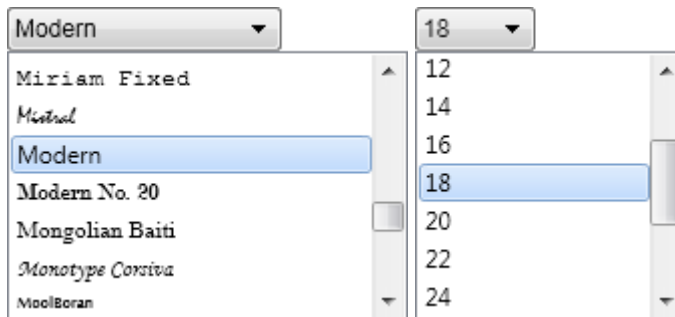 Modern
Miriam Fixed
Mistral
Modern
Modern No. 20
Mongolian Baiti
Monotype Corsiva
MoolBoran
18
12
14
16
18
20
22
24